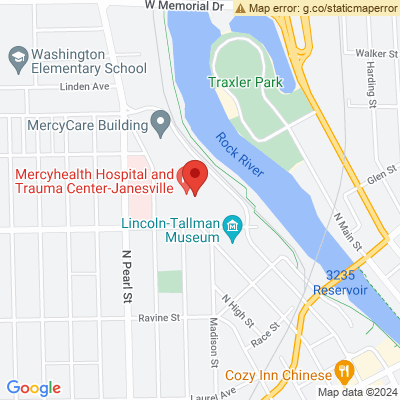 W Memorial Dr
Map error: g.co/staticmaperror
Washington
Elementary School
Walker St
Traxler Park
Linden Ave
Harding St
MercyCare Building
Rock River
Mercyhealth Hospital and
Trauma Center-Janesville
Glen St
N Main St
Lincoln-Tallman
Museum
N Pearl St
3235
Reservoir
N High St
Ravine St
Race St
Madison St
Cozy Inn Chinese
Google
Laurel Ave
Map data ©2024